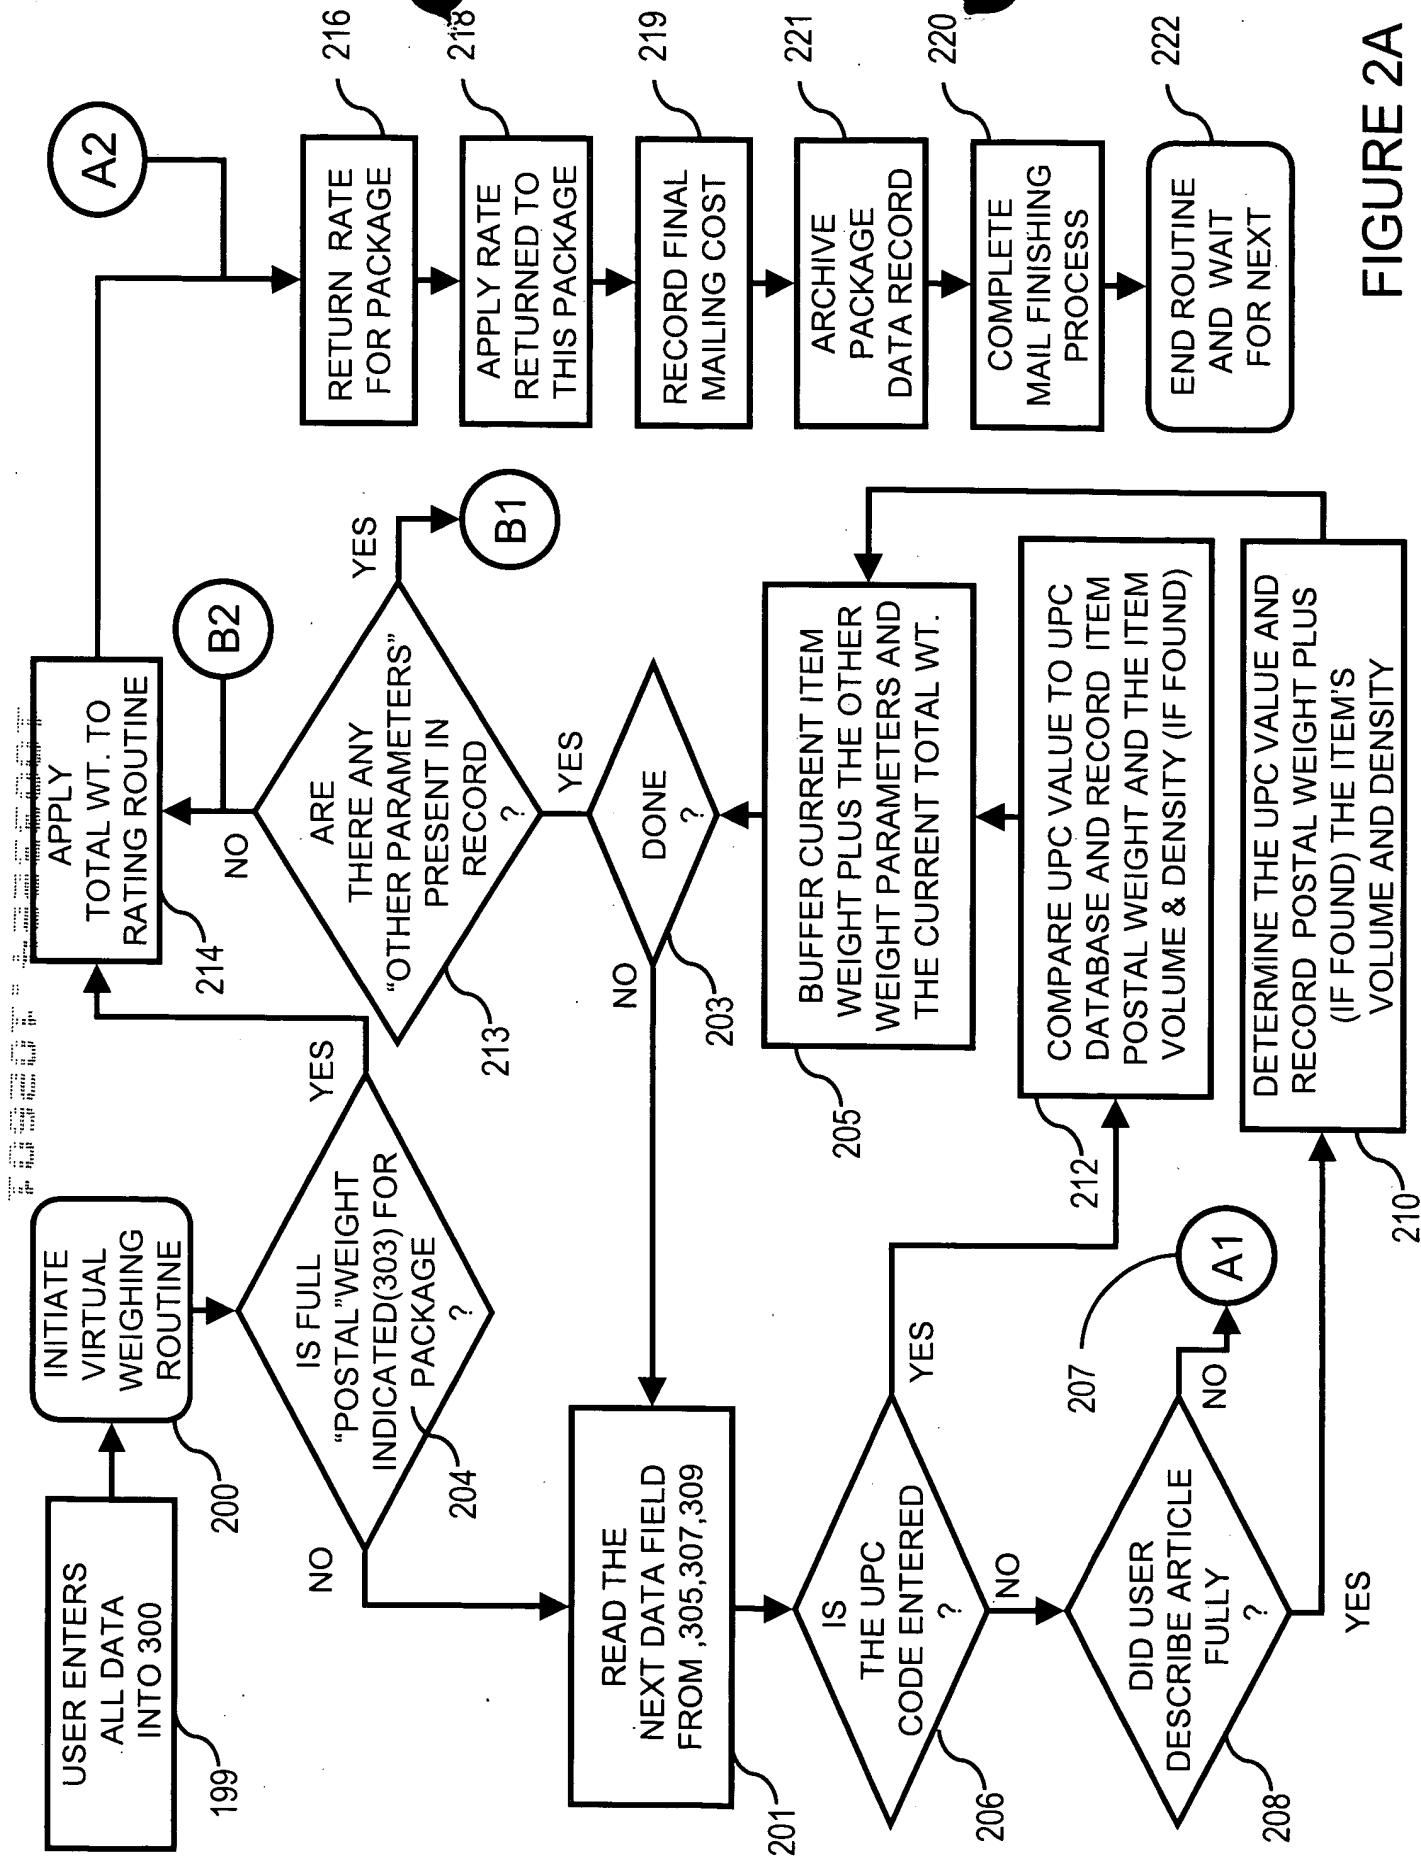 USER ENTERS
ALL DATA
INTO 300
199
INITIATE
VIRTUAL
WEIGHING
ROUTINE
200
IS FULL
“POSTAL”WEIGHT
INDICATED(303) FOR
PACKAGE
?
204
NO
YES
APPLY
TOTAL WT. TO
RATING ROUTINE
214
B2
NO
ARE
THERE ANY
“OTHER PARAMETERS”
PRESENT IN
RECORD
?
213
YES
B1
YES
DONE
?
203
NO
READ THE
NEXT DATA FIELD
FROM ,305,307,309
201
IS
THE UPC
CODE ENTERED
?
206
YES
NO
DID USER
DESCRIBE ARTICLE
FULLY
?
208
NO
YES
207
A1
BUFFER CURRENT ITEM
WEIGHT PLUS THE OTHER
WEIGHT PARAMETERS AND
THE CURRENT TOTAL WT.
205
COMPARE UPC VALUE TO UPC
DATABASE AND RECORD ITEM
POSTAL WEIGHT AND THE ITEM
VOLUME & DENSITY (IF FOUND)
212
DETERMINE THE UPC VALUE AND
RECORD POSTAL WEIGHT PLUS
(IF FOUND) THE ITEM'S
VOLUME AND DENSITY
210
A2
RETURN RATE
FOR PACKAGE
216
APPLY RATE
RETURNED TO
THIS PACKAGE
218
RECORD FINAL
MAILING COST
219
ARCHIVE
PACKAGE
DATA RECORD
221
COMPLETE
MAIL FINISHING
PROCESS
220
END ROUTINE
AND WAIT
FOR NEXT
222
FIGURE 2A